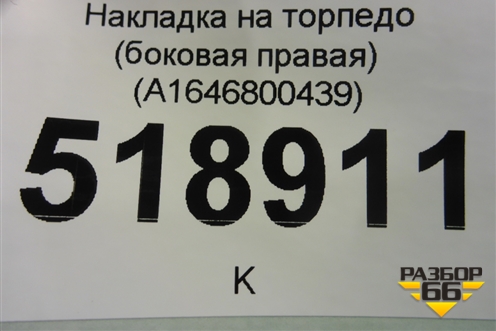 Накладка на торпедо
(боковая правая)
(A1646800439)
518911
K
РАЗБОР
66